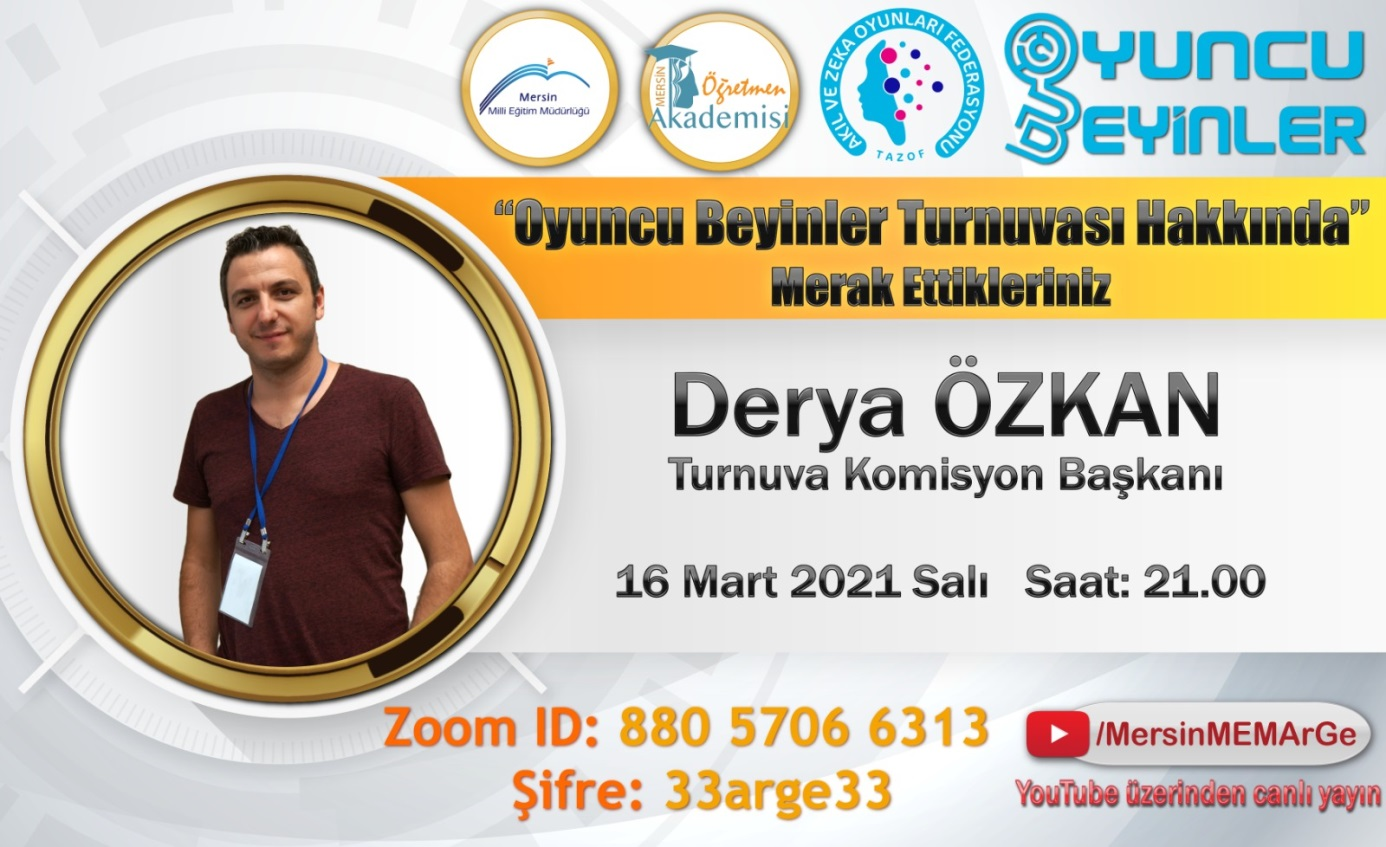 Mersin
Milli Eğitim Müdürlüğü
MERSİN
Öğretmen
Akademisi
AKIL VE ZEKA OYUNLARI FEDERASYONU
TAZOF
OYUNCU
BEYİNLER
“Oyuncu Beyinler Turnuvası Hakkında”
Merak Ettikleriniz
Derya ÖZKAN
Turnuva Komisyon Başkanı
16 Mart 2021 Salı Saat: 21.00
Zoom ID: 880 5706 6313
/MersinMEMArGe
Şifre: 33arge33
YouTube üzerinden canlı yayın